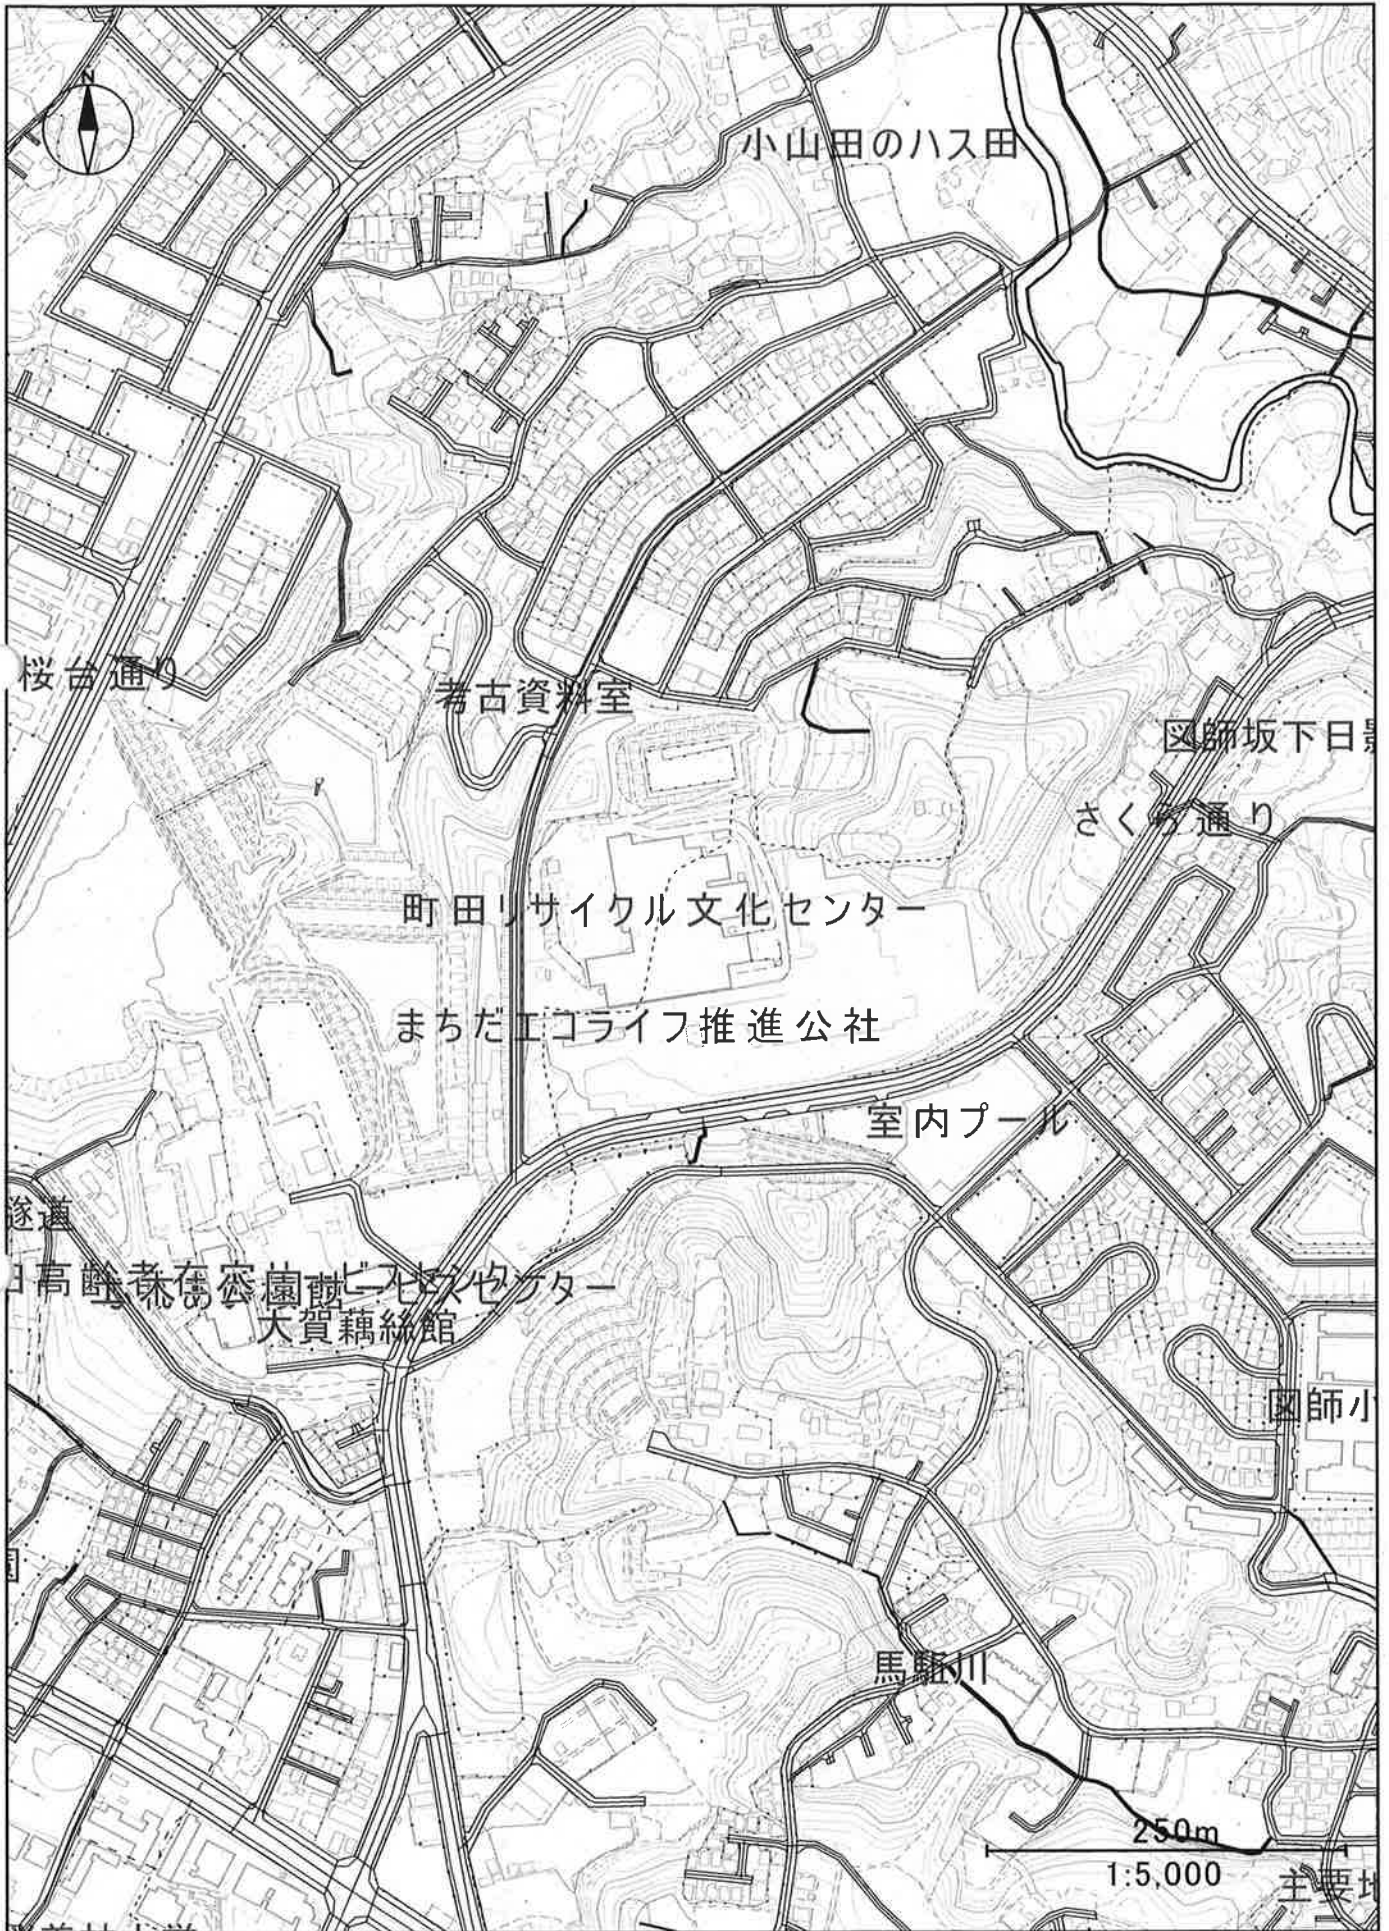 N
小山田のハス田
桜台通り
考古資料室
図師坂下日影
さくら通り
町田リサイクル文化センター
まちだエコライフ推進公社
室内プール
隧道
大賀藕絲館
図師小
園
馬駈川
250m
1:5,000
主要地